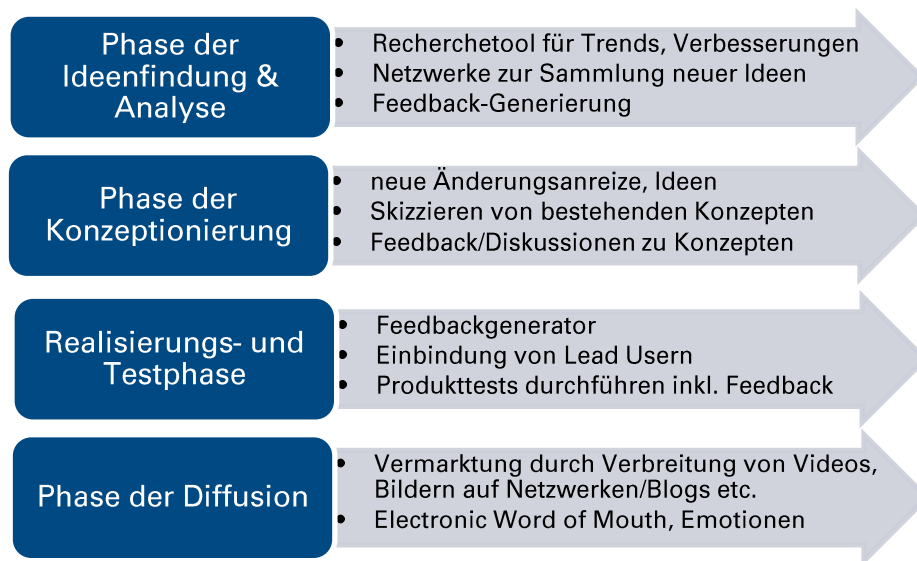 Phase der
Ideenfindung &
Analyse
• Recherchetool für Trends, Verbesserungen
• Netzwerke zur Sammlung neuer Ideen
• Feedback-Generierung
Phase der
Konzeptionierung
• neue Änderungsanreize, Ideen
• Skizzieren von bestehenden Konzepten
• Feedback/Diskussionen zu Konzepten
Realisierungs- und
Testphase
• Feedbackgenerator
• Einbindung von Lead Usern
• Produkttests durchführen inkl. Feedback
Phase der Diffusion
• Vermarktung durch Verbreitung von Videos,
Bildern auf Netzwerken/Blogs etc.
• Electronic Word of Mouth, Emotionen